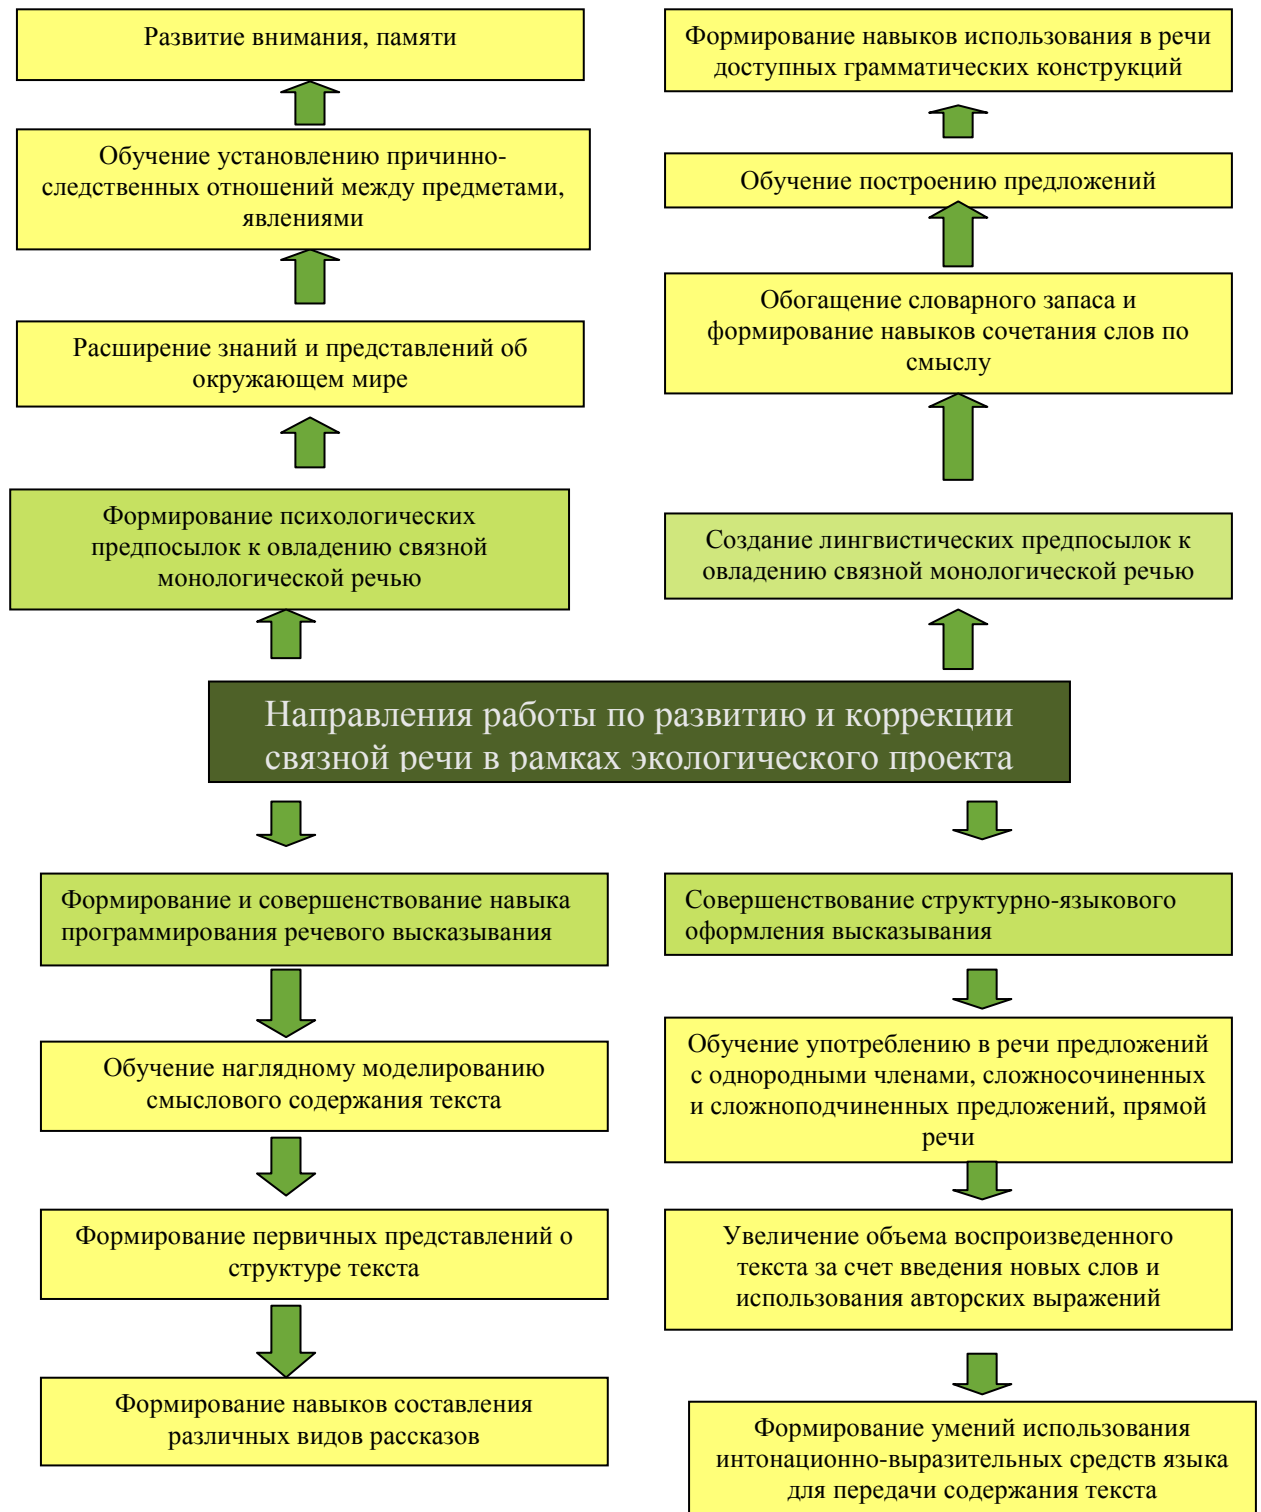 Развитие внимания, памяти
Формирование навыков использования в речи
доступных грамматических конструкций
Обучение установлению причинно-
следственных отношений между предметами,
явлениями
Обучение построению предложений
Обогащение словарного запаса и
формирование навыков сочетания слов по
смыслу
Расширение знаний и представлений об
окружающем мире
Формирование психологических
предпосылок к овладению связной
монологической речью
Создание лингвистических предпосылок к
овладению связной монологической речью
Направления работы по развитию и коррекции
связной речи в рамках экологического проекта
Формирование и совершенствование навыка
программирования речевого высказывания
Совершенствование структурно-языкового
оформления высказывания
Обучение наглядному моделированию
смыслового содержания текста
Обучение употреблению в речи предложений
с однородными членами, сложносочиненных
и сложноподчиненных предложений, прямой
речи
Формирование первичных представлений о
структуре текста
Увеличение объема воспроизведенного
текста за счет введения новых слов и
использования авторских выражений
Формирование навыков составления
различных видов рассказов
Формирование умений использования
интонационно-выразительных средств языка
для передачи содержания текста